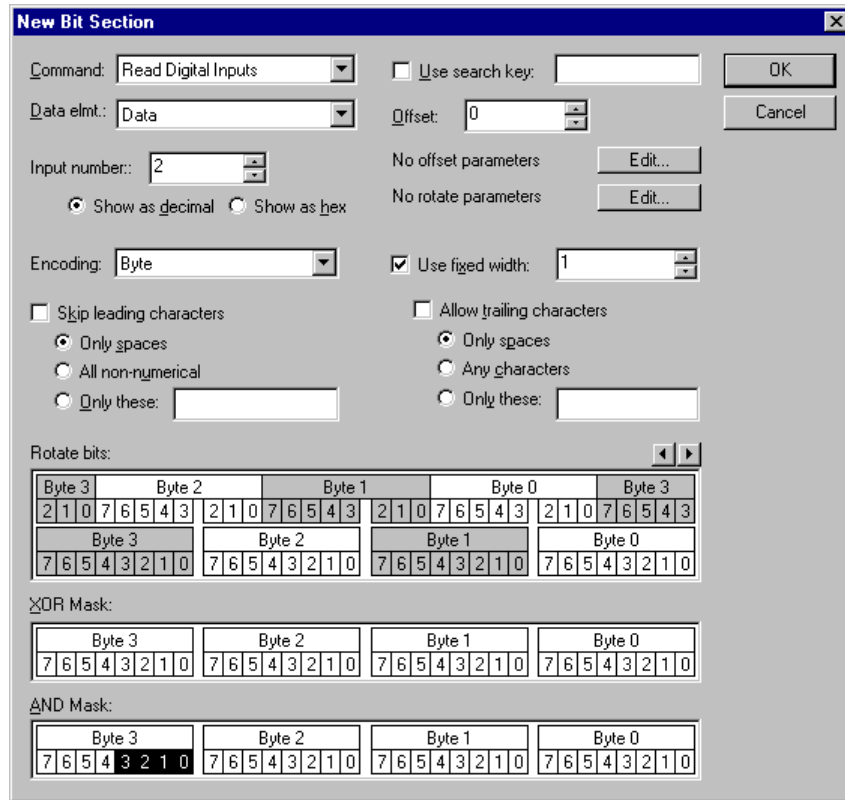 New Bit Section
Command: Read Digital Inputs
Use search key:
OK
Data elmt.: Data
Offset: 0
Cancel
Input number:: 2
No offset parameters Edit...
Show as decimal Show as hex
No rotate parameters Edit...
Encoding: Byte
Use fixed width: 1
Skip leading characters
Allow trailing characters
Only spaces
Only spaces
All non-numerical
Any characters
Only these:
Only these:
Rotate bits:
Byte 3 Byte 2 Byte 1 Byte 0 Byte 3
2 1 0 7 6 5 4 3 2 1 0 7 6 5 4 3 2 1 0 7 6 5 4 3 2 1 0 7 6 5 4 3
Byte 3 Byte 2 Byte 1 Byte 0
7 6 5 4 3 2 1 0 7 6 5 4 3 2 1 0 7 6 5 4 3 2 1 0 7 6 5 4 3 2 1 0
XOR Mask:
Byte 3 Byte 2 Byte 1 Byte 0
7 6 5 4 3 2 1 0 7 6 5 4 3 2 1 0 7 6 5 4 3 2 1 0 7 6 5 4 3 2 1 0
AND Mask:
Byte 3 Byte 2 Byte 1 Byte 0
7 6 5 4 3 2 1 0 7 6 5 4 3 2 1 0 7 6 5 4 3 2 1 0 7 6 5 4 3 2 1 0